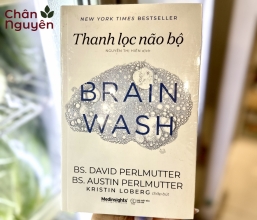 Chân
Nguyên
NEW YORK TIMES BESTSELLER
Thanh lọc não bộ
BRAIN
WASH
BS. DAVID PERLMUTTER
BS. AUSTIN PERLMUTTER
KRISTIN LOBERG
Medinsights